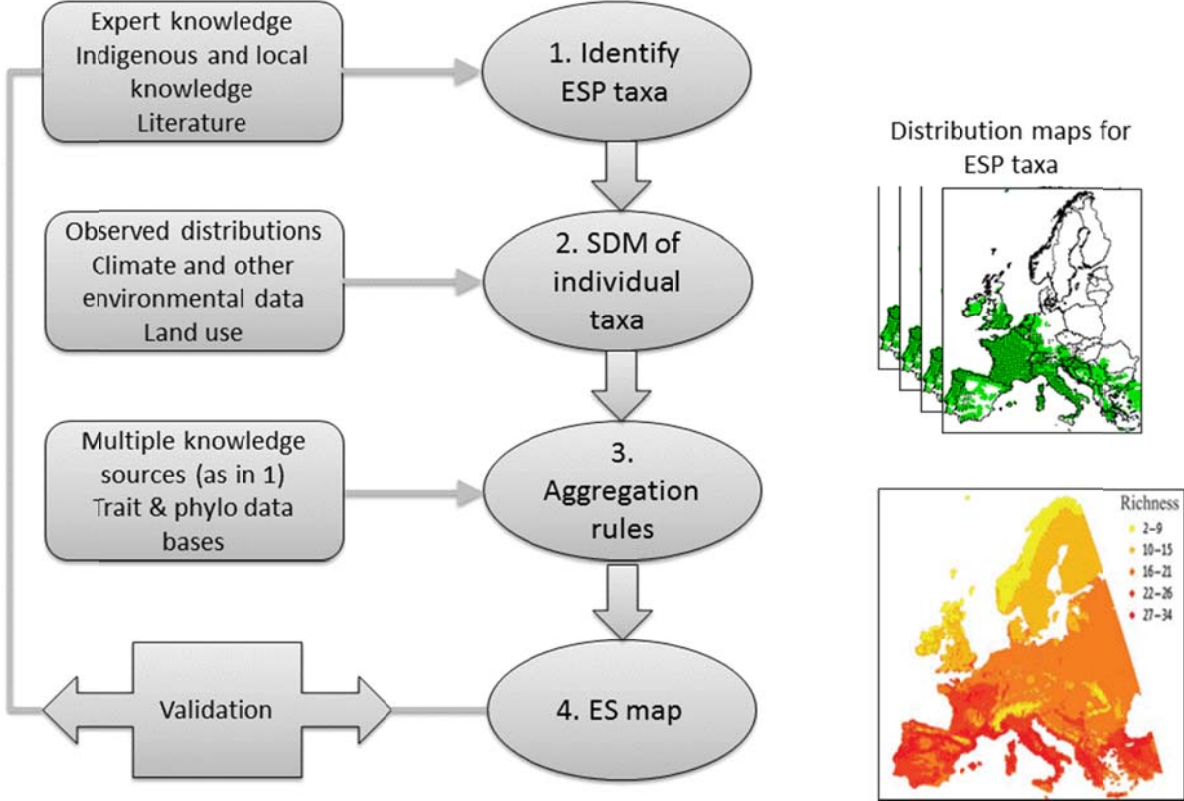 Expert knowledge
Indigenous and local
knowledge
Literature
1. Identify
ESP taxa
Observed distributions
Climate and other
environmental data
Land use
2. SDM of
individual
taxa
Multiple knowledge
sources (as in 1)
Trait & phylo data
bases
3.
Aggregation
rules
Validation
4. ES map
Distribution maps for
ESP taxa
Richness
2–9
10–15
16–21
22–26
27–34